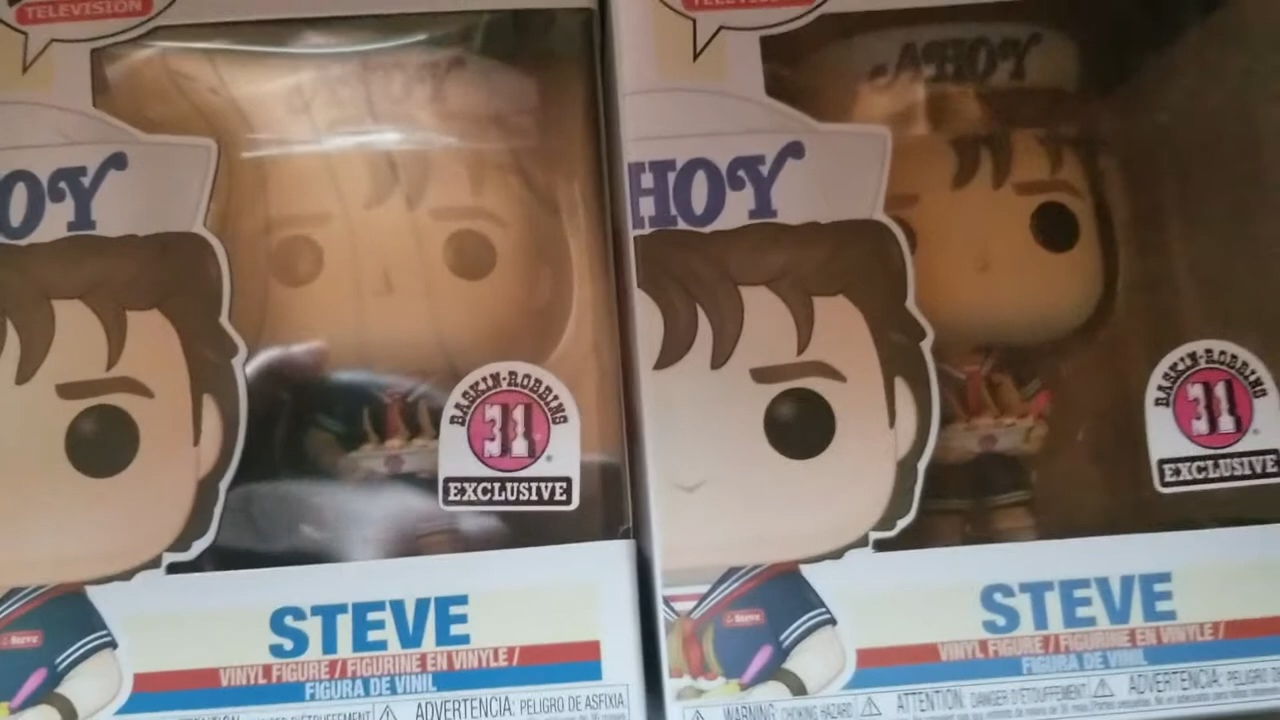 TELEVISION
AHOY
OY
BASKIN-ROBBINS
31
EXCLUSIVE
Steve
STEVE
VINYL FIGURE / FIGURINE EN VINYLE /
FIGURA DE VINIL
ADVERTENCIA: PELIGRO DE ASFIXIA
TELEVISION
AHOY
HOY
BASKIN-ROBBINS
31
EXCLUSIVE
Steve
STEVE
VINYL FIGURE / FIGURINE EN VINYLE /
FIGURA DE VINIL
WARNING: CHOKING HAZARD ATTENTION: DANGER D'ÉTOUFFEMENT ADVERTENCIA: PELIGRO D